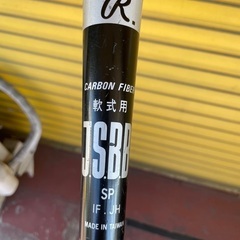 R.
CARBON FIBER
軟式用
J.S.B.B
SP
IF.JH
MADE IN TAIWAN